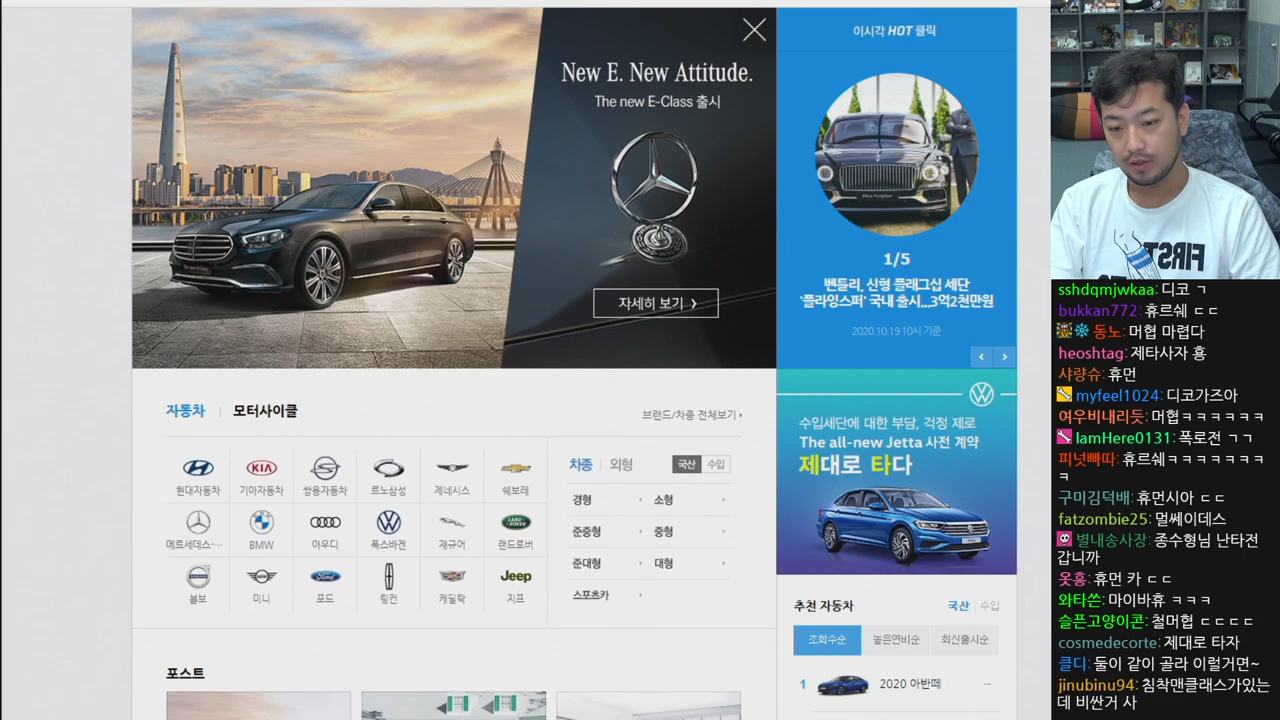 New E. New Attitude.
The new E-Class 출시
자세히 보기 ›
이시각 HOT 클릭
1/5
벤틀리, 신형 플래그십 세단
'플라잉스퍼' 국내 출시...3억2천만원
2020.10.19 10시 기준
수입세단에 대한 부담, 걱정 제로
The all-new Jetta 사전 계약
제대로 타다
자동차 | 모터사이클
브랜드/차종 전체보기
현대자동차 기아자동차 쌍용자동차 르노삼성 제네시스 쉐보레
메르세데스-··· BMW 아우디 폭스바겐 재규어 랜드로버
볼보 미니 포드 링컨 캐딜락 지프
KIA
LAND ROVER
Ford
Jeep
차종 | 외형 국산 수입
경형 소형
준중형 중형
준대형 대형
스포츠카
추천 자동차 국산 | 수입
조회수순 높은연비순 최신출시순
1 2020 아반떼 –
포스트
FIRST
sshdqmjwkaa: 디코 ㄱ
bukkan772: 휴르쉐 ㄷㄷ
동노: 머협 마렵다
heoshtag: 제타사자 횽
샤량슈: 휴먼
myfeel1024: 디코가즈아
여우비내리듯: 머협ㅋㅋㅋㅋㅋㅋ
IamHere0131: 폭로전 ㄱㄱ
피넛빠따: 휴르쉐ㅋㅋㅋㅋㅋㅋㅋ
ㅋ
구미김덕배: 휴먼시아 ㄷㄷ
fatzombie25: 멀쎄이데스
별내송사장: 종수형님 난타전
갑니까
옷흥: 휴먼 카 ㄷㄷ
와타쓴: 마이바휴 ㅋㅋㅋ
슬픈고양이콘: 철머협 ㄷㄷㄷㄷ
cosmedecorte: 제대로 타자
클디: 둘이 같이 골라 이럴거면~
jinubinu94: 침착맨클래스가있는
데 비싼거 사